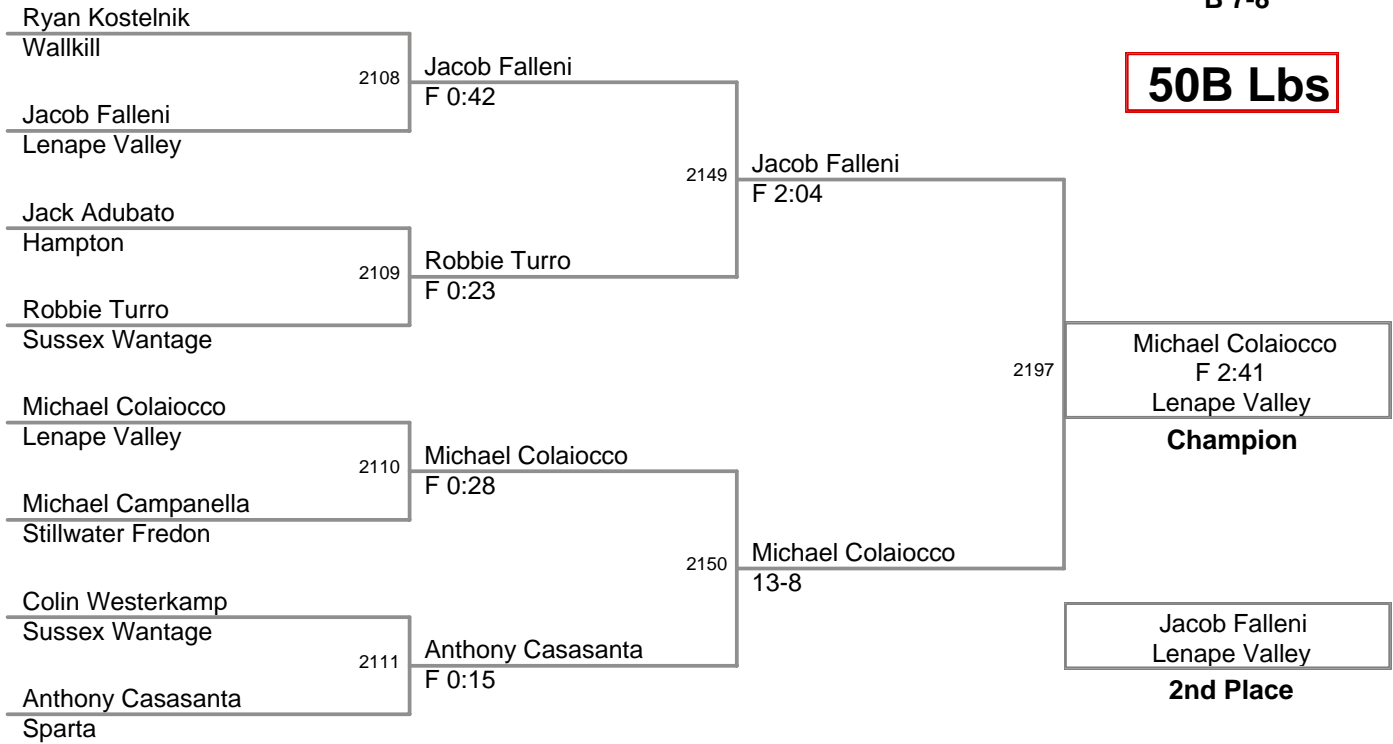 B 7-8
50B Lbs
Ryan Kostelnik
Wallkill
2108
Jacob Falleni
F 0:42
Jacob Falleni
Lenape Valley
2149
Jacob Falleni
F 2:04
Jack Adubato
Hampton
2109
Robbie Turro
F 0:23
Robbie Turro
Sussex Wantage
2197
Michael Colaiocco
F 2:41
Lenape Valley
Champion
Michael Colaiocco
Lenape Valley
2110
Michael Colaiocco
F 0:28
Michael Campanella
Stillwater Fredon
2150
Michael Colaiocco
13-8
Colin Westerkamp
Sussex Wantage
2111
Anthony Casasanta
F 0:15
Anthony Casasanta
Sparta
Jacob Falleni
Lenape Valley
2nd Place